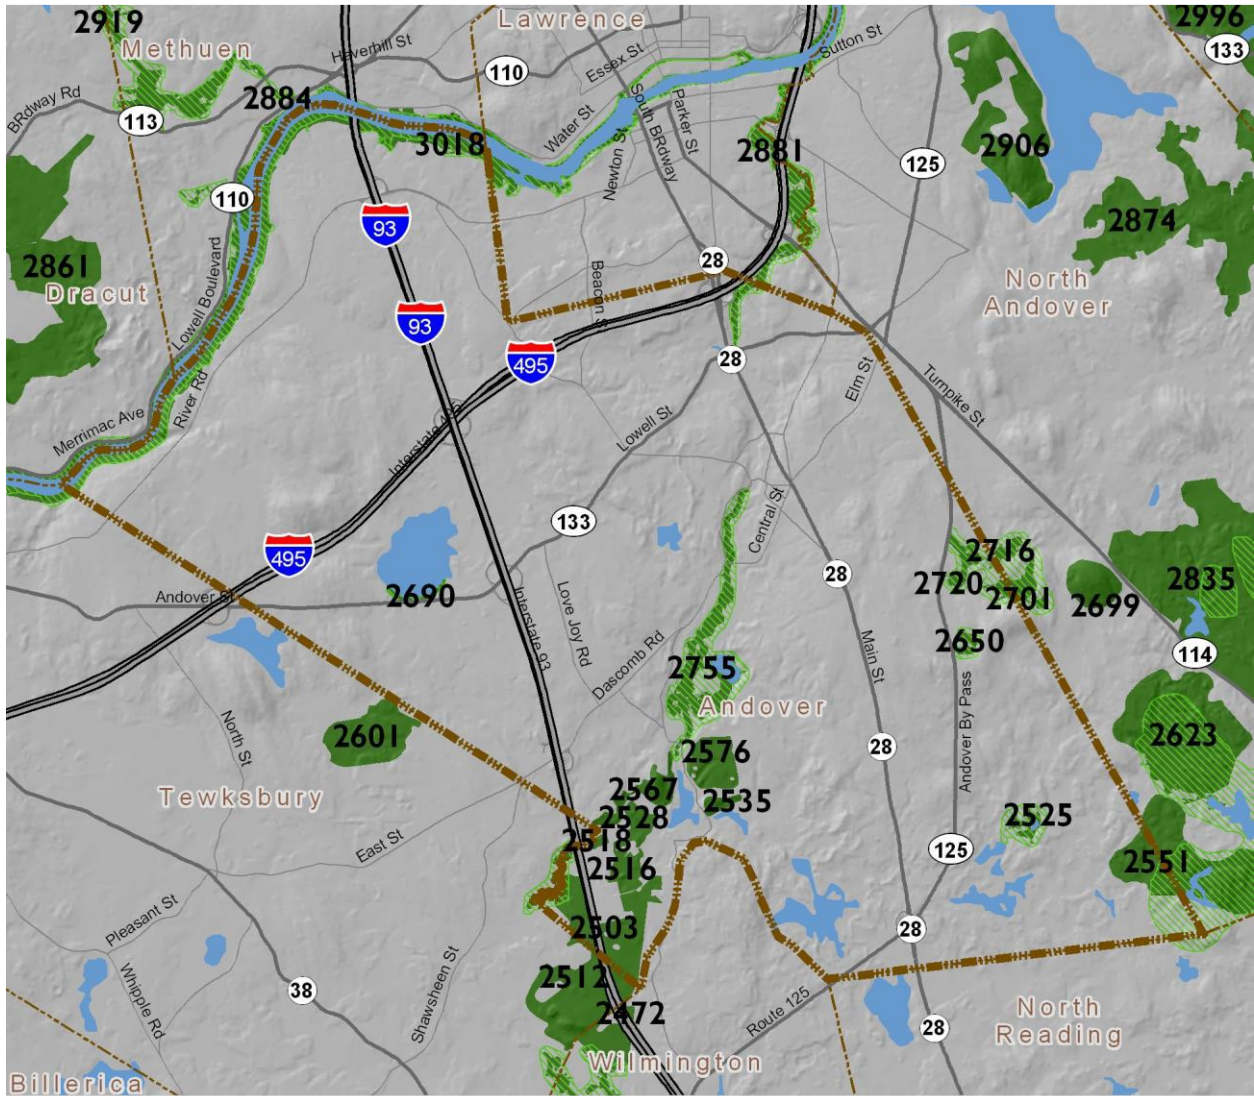 2919
Lawrence
2996
Methuen
Haverhill St
133
110
Essex St
Sutton St
BRdway Rd
2884
113
Water St
South BRdway
Parker St
3018
2881
2906
125
Newton St
110
93
2874
28
2861
Dracut
Lowell Boulevard
Beacon St
North
Andover
93
495
28
River Rd
Elm St
Turnpike St
Merrimac Ave
Lowell St
Interstate 495
Central St
133
495
28
2716
2720
2701
2699
2835
Andover St
2690
Interstate 93
Love Joy Rd
2650
Main St
114
Dascomb Rd
2755
Andover
Andover By Pass
North St
2601
28
2623
2576
Tewksbury
2567
2535
2528
2518
2525
East St
125
2516
2551
Pleasant St
2503
28
Shawsheen St
2512
Whipple Rd
38
2472
Route 125
North
Reading
28
Wilmington
Billerica